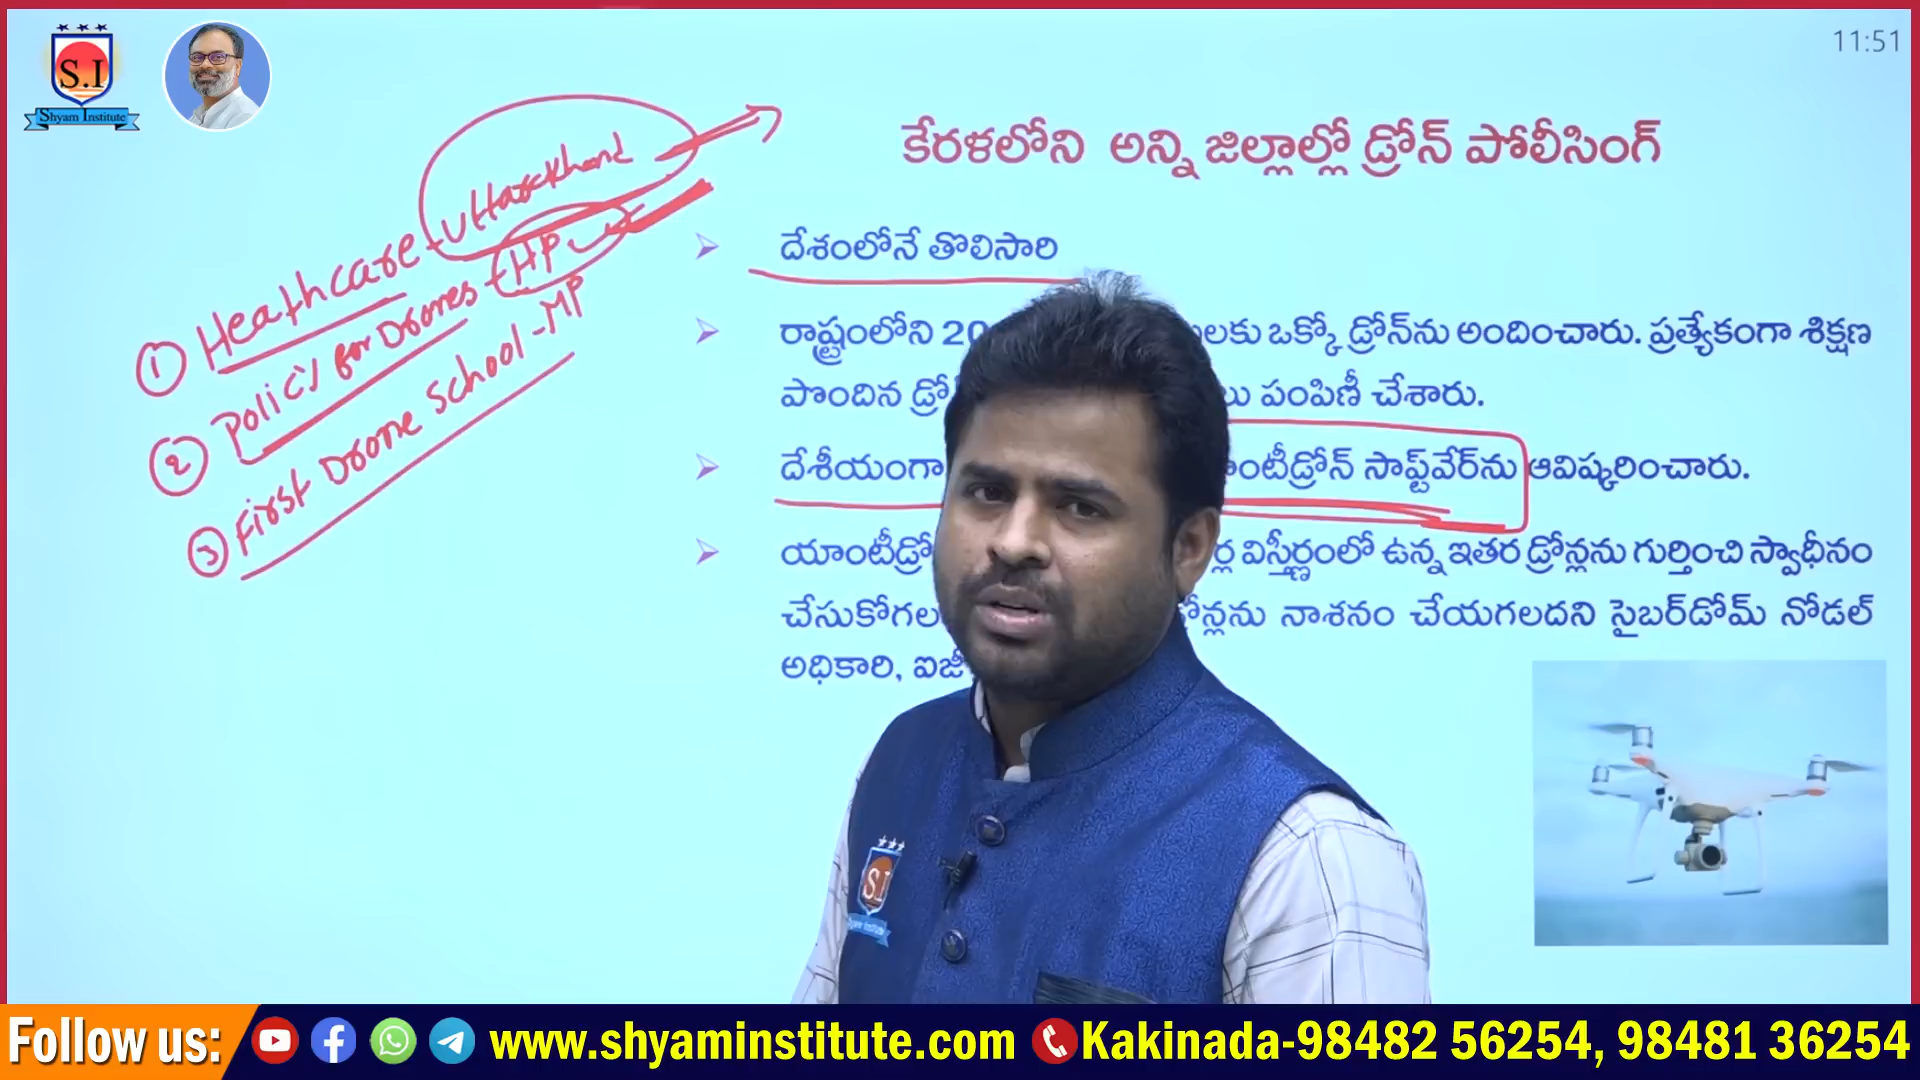 S.I
Shyam Institute
11:51
కేరళలోని అన్ని జిల్లాల్లో డ్రోన్ పోలీసింగ్
① Heathcare - Uttarakhand
② Policy for Drones - HP
③ First Drone School - MP
దేశంలోనే తొలిసారి
రాష్ట్రంలోని 20 లకు ఒక్కో డ్రోన్‌ను అందించారు. ప్రత్యేకంగా శిక్షణ
పొందిన డ్రో లు పంపిణీ చేశారు.
దేశీయంగా ంటీడ్రోన్ సాఫ్ట్‌వేర్‌ను ఆవిష్కరించారు.
యాంటీడ్రో ర్ల విస్తీర్ణంలో ఉన్న ఇతర డ్రోన్లను గుర్తించి స్వాధీనం
చేసుకోగల న్లను నాశనం చేయగలదని సైబర్‌డోమ్ నోడల్
అధికారి, ఐజీ
S.I
Follow us: www.shyaminstitute.com Kakinada-98482 56254, 98481 36254